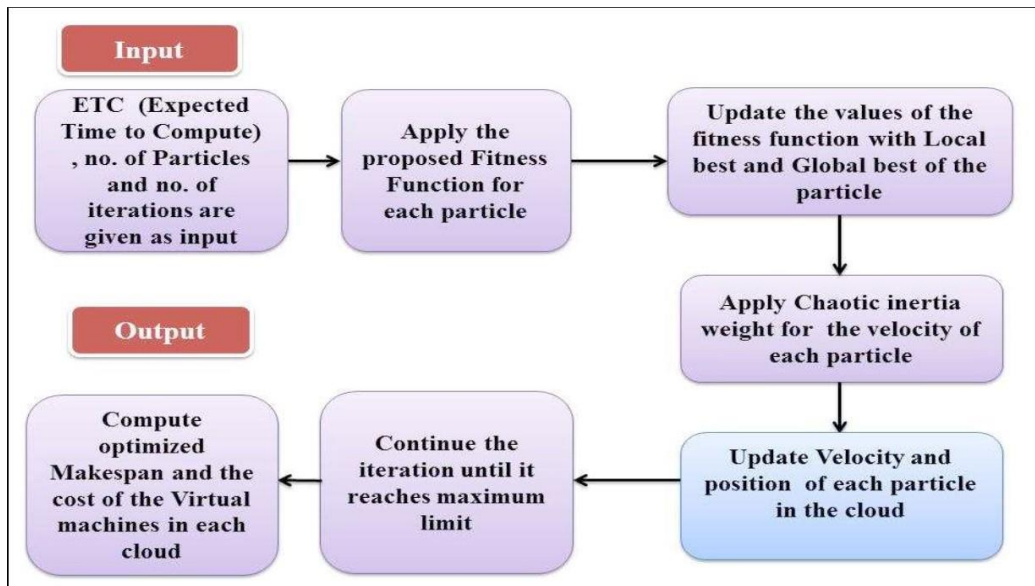 Input
ETC (Expected
Time to Compute)
, no. of Particles
and no. of
iterations are
given as input
Apply the
proposed Fitness
Function for
each particle
Update the values of the
fitness function with Local
best and Global best of the
particle
Apply Chaotic inertia
weight for the velocity of
each particle
Update Velocity and
position of each particle
in the cloud
Continue the
iteration until it
reaches maximum
limit
Output
Compute
optimized
Makespan and the
cost of the Virtual
machines in each
cloud